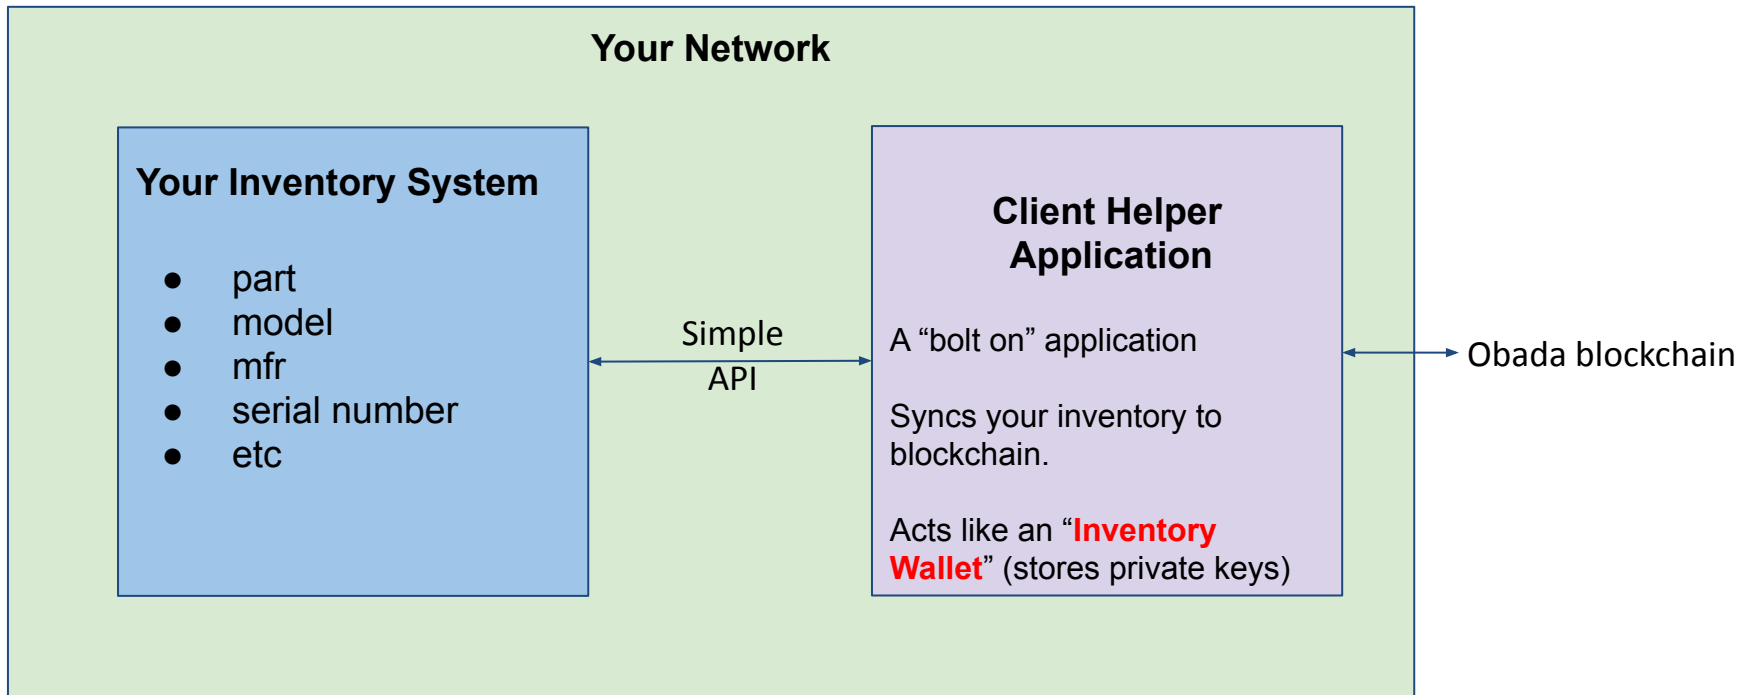 Your Network
Your Inventory System
● part
● model
● mfr
● serial number
● etc
Simple
API
Client Helper
Application
A “bolt on” application
Syncs your inventory to
blockchain.
Acts like an “Inventory
Wallet” (stores private keys)
Obada blockchain